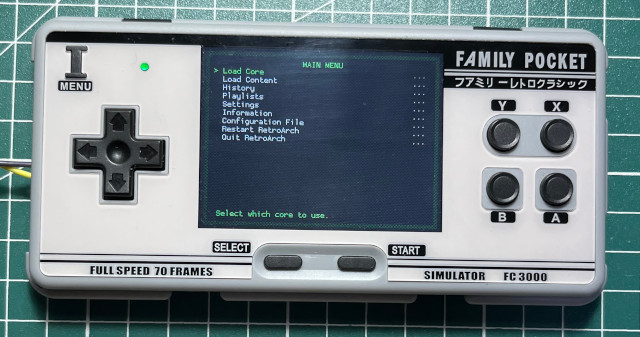 I
MENU
MAIN MENU
> Load Core
Load Content ...
History ...
Playlists ...
Settings ...
Information ...
Configuration File ...
Restart RetroArch ...
Quit RetroArch ...
Select which core to use.
FAMILY POCKET
ファミリーレトロクラシック
Y
X
B
A
SELECT
START
FULL SPEED 70 FRAMES
SIMULATOR FC3000